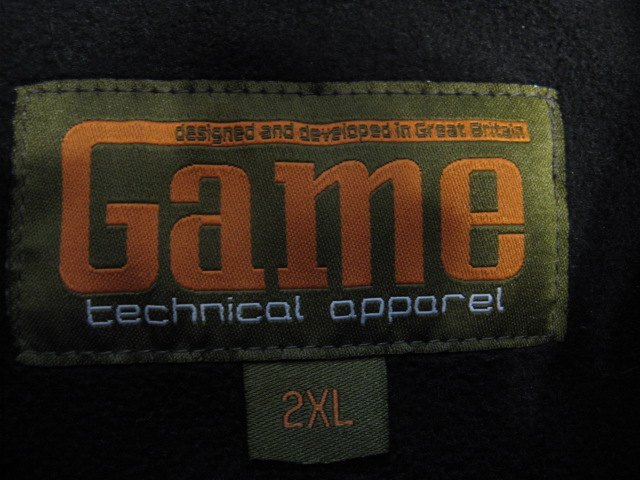 designed and developed in Great Britain
Game
technical apparel
2XL